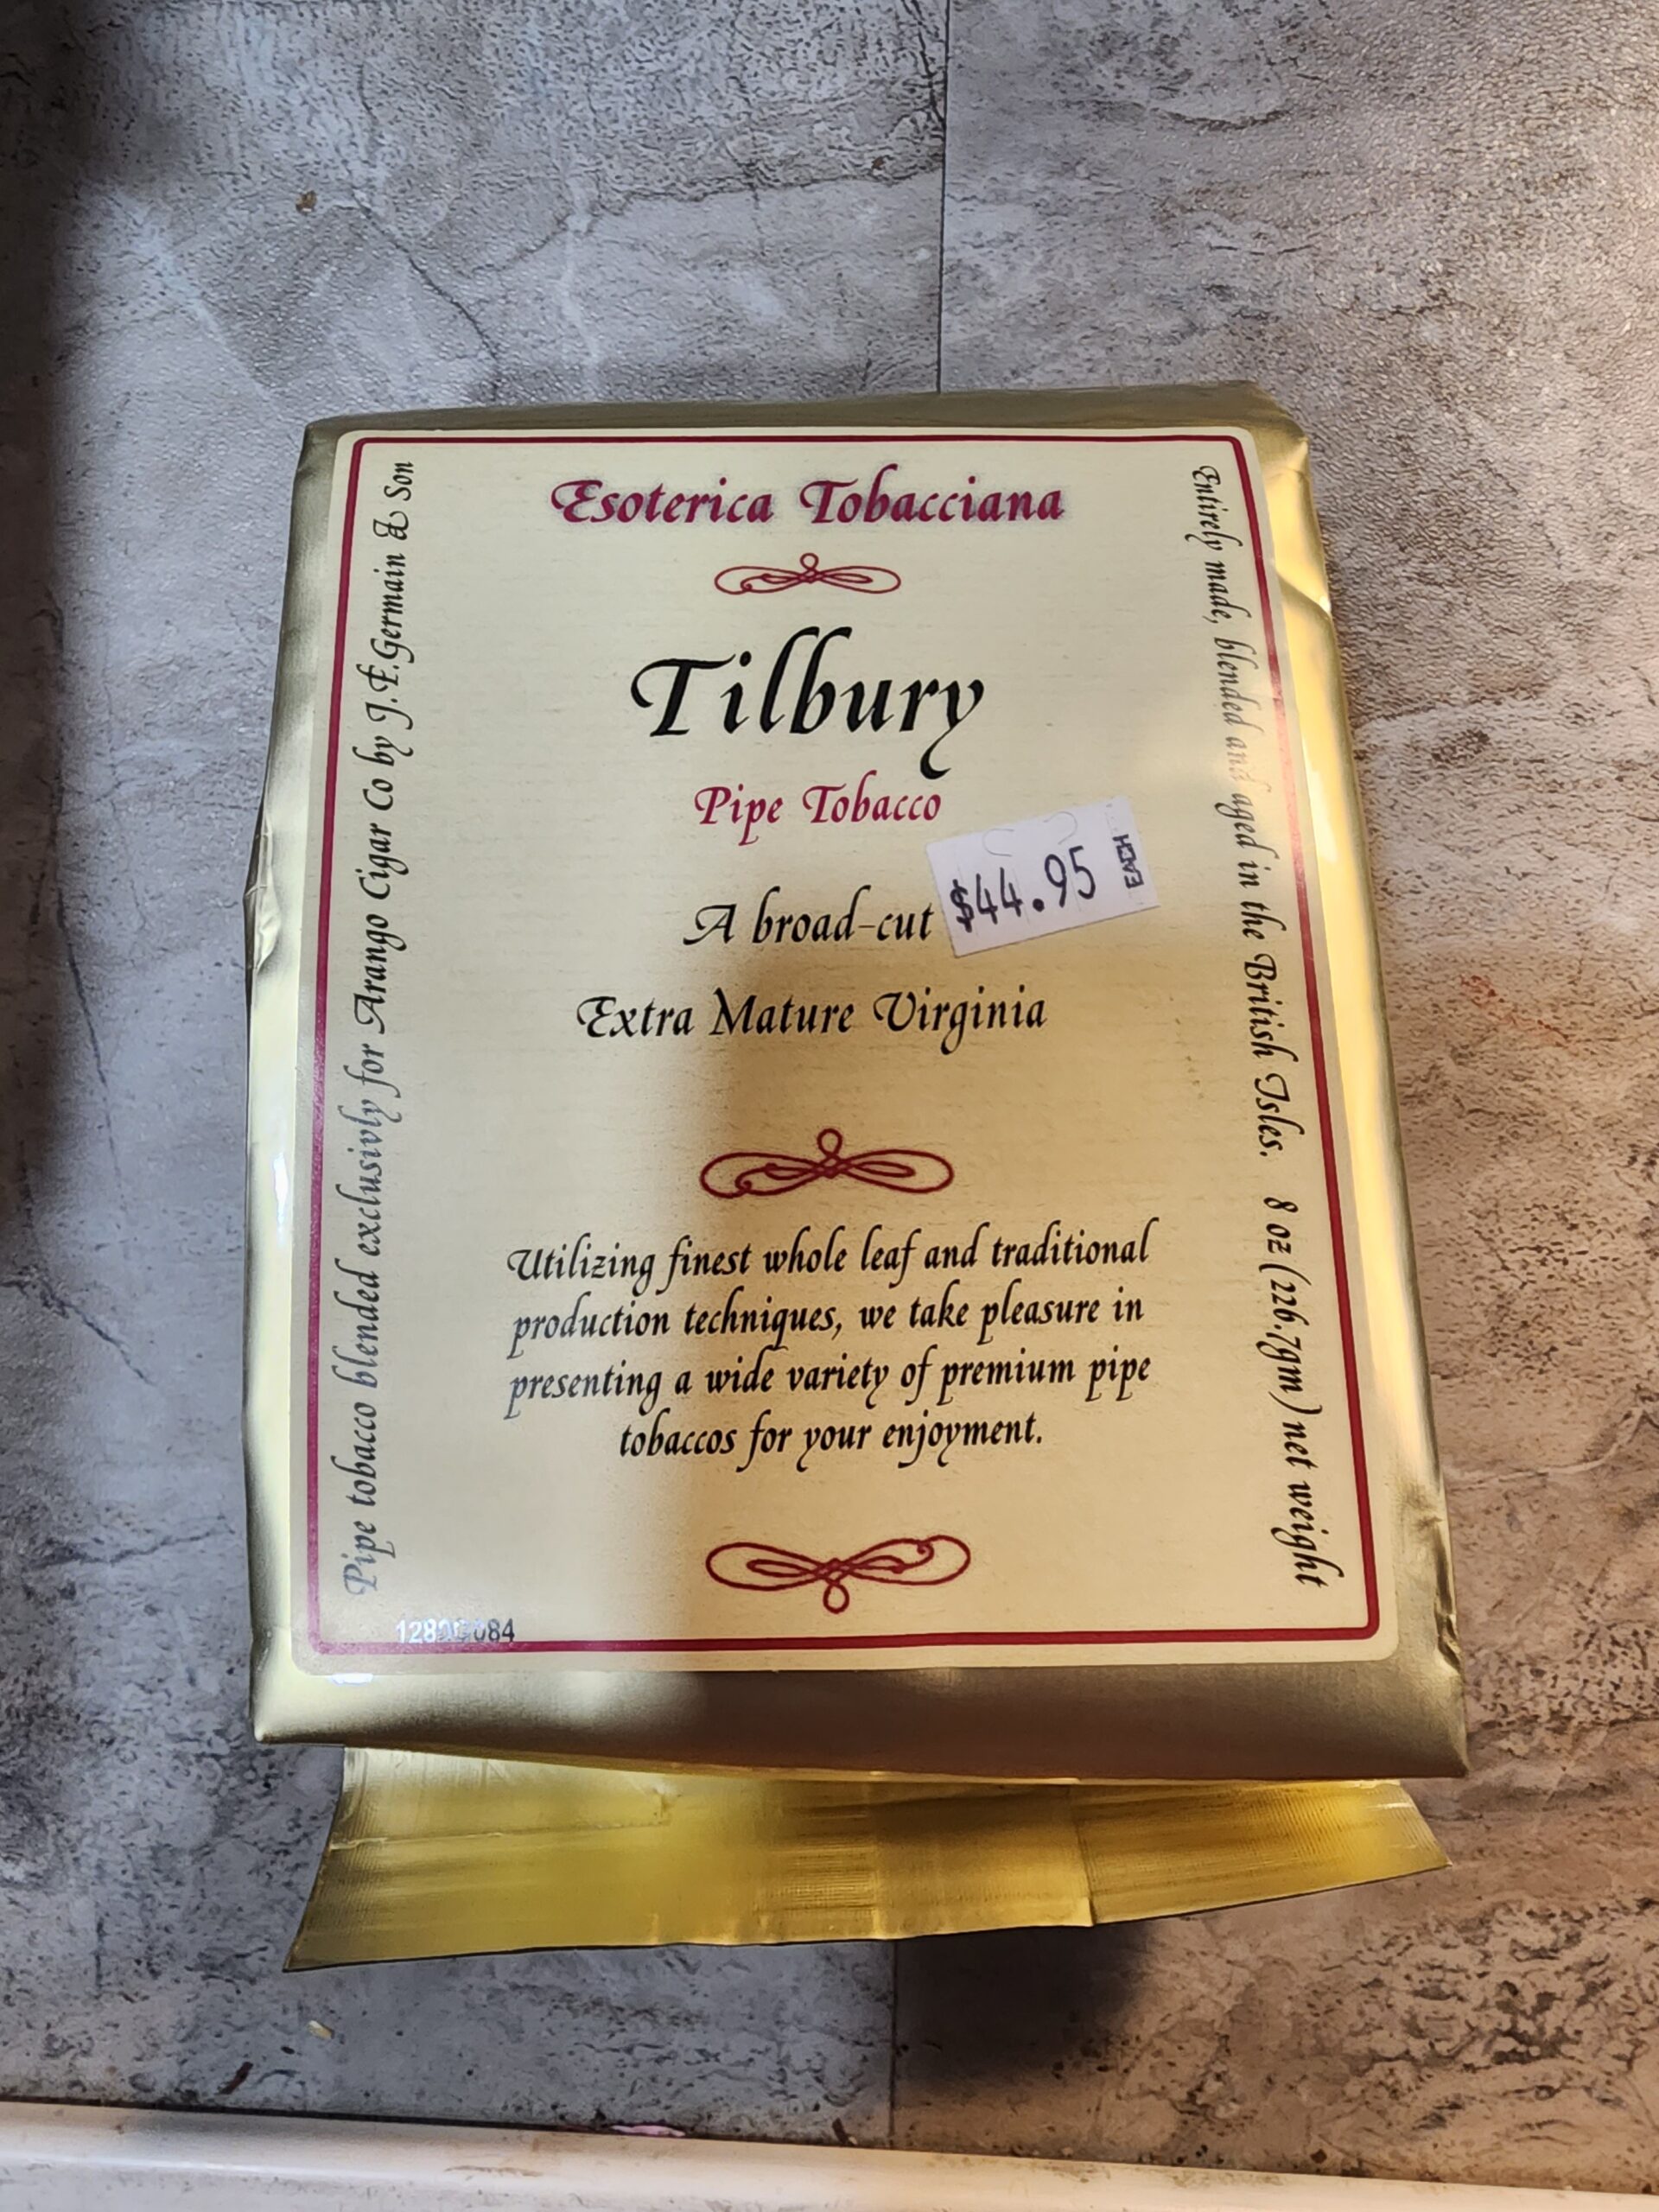 Esoterica Tobacciana
Tilbury
Pipe Tobacco
A broad-cut
$44.95 EACH
Extra Mature Virginia
Utilizing finest whole leaf and traditional
production techniques, we take pleasure in
presenting a wide variety of premium pipe
tobaccos for your enjoyment.
Pipe tobacco blended exclusivly for Arango Cigar Co by J.F.Germain & Son
Entirely made, blended and aged in the British Isles. 8 oz (226.7gm) net weight